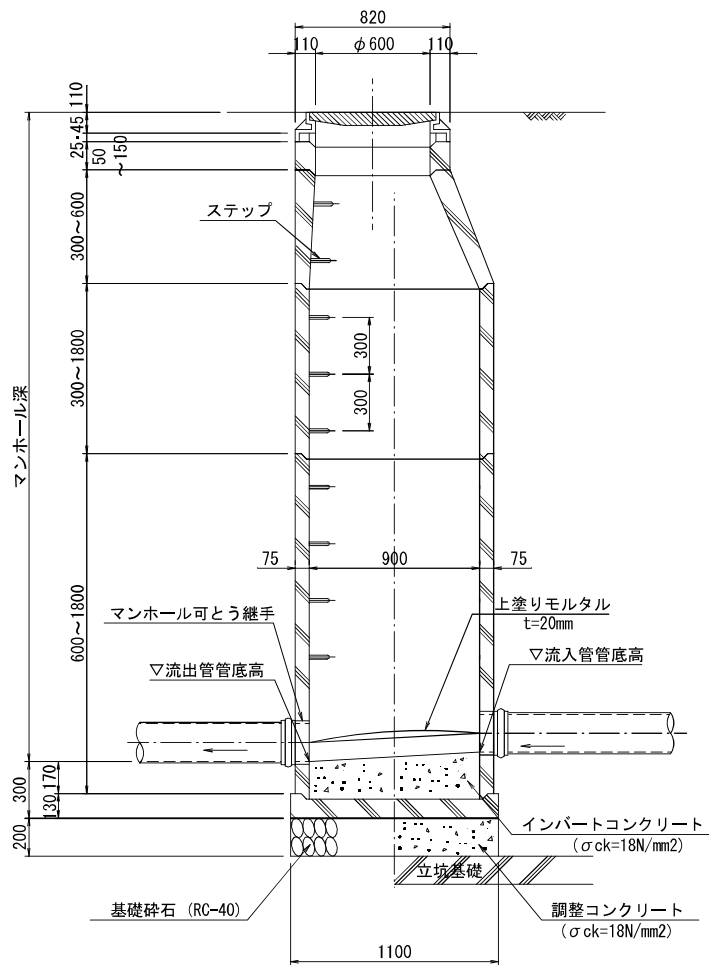 820
110
φ600
110
110
25･45
50
～150
ステップ
300～600
300
300～1800
300
マンホール深
75
900
75
上塗りモルタル
t=20mm
マンホール可とう継手
600～1800
▽流出管管底高
▽流入管管底高
170
300
130
200
インバートコンクリート
(σck=18N/mm2)
立坑基礎
基礎砕石 (RC-40)
調整コンクリート
(σck=18N/mm2)
1100